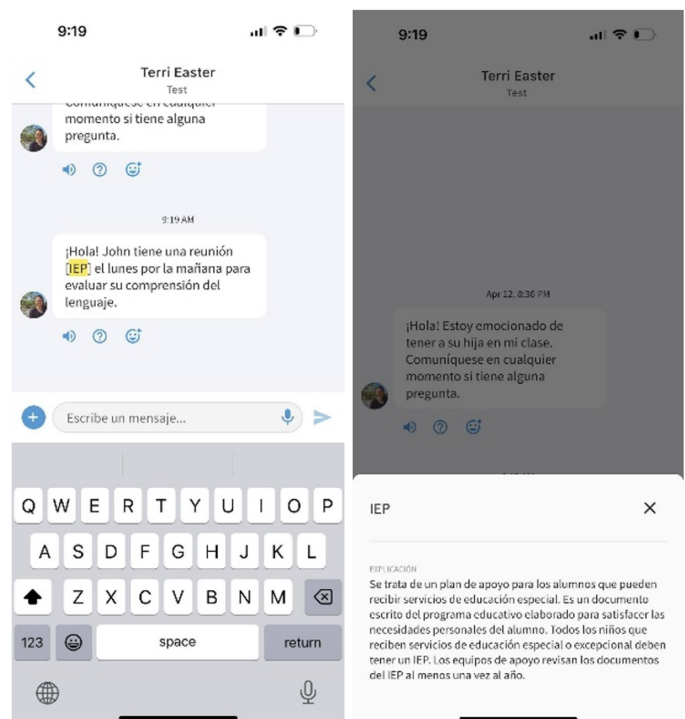 9:19
Terri Easter
Test
Comuníquese en cualquier
momento si tiene alguna
pregunta.
9:19 AM
¡Hola! John tiene una reunión
[IEP] el lunes por la mañana para
evaluar su comprensión del
lenguaje.
Escribe un mensaje...
Q W E R T Y U I O P
A S D F G H J K L
Z X C V B N M
123 space return
9:19
Terri Easter
Test
Apr 12, 8:36 PM
¡Hola! Estoy emocionado de
tener a su hija en mi clase.
Comuníquese en cualquier
momento si tiene alguna
pregunta.
IEP
EXPLICACIÓN
Se trata de un plan de apoyo para los alumnos que pueden
recibir servicios de educación especial. Es un documento
escrito del programa educativo elaborado para satisfacer las
necesidades personales del alumno. Todos los niños que
reciben servicios de educación especial o excepcional deben
tener un IEP. Los equipos de apoyo revisan los documentos
del IEP al menos una vez al año.